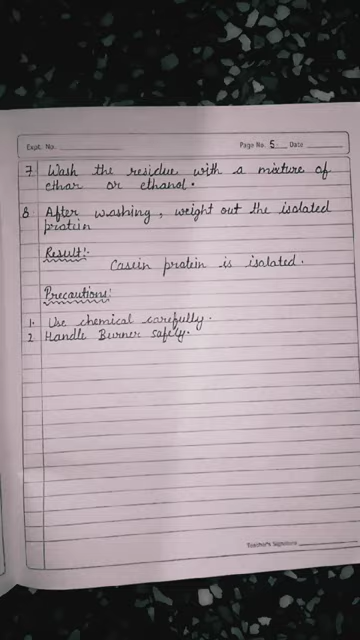 Expt. No.
Page No. 5 Date
7 Wash the residue with a mixture of
ethar or ethanol.
8 After washing, weight out the isolated
protein
Result:-
Casein protein is isolated.
Precautions:
1. Use chemical carefully.
2 Handle Burner safely.
Teacher's Signature